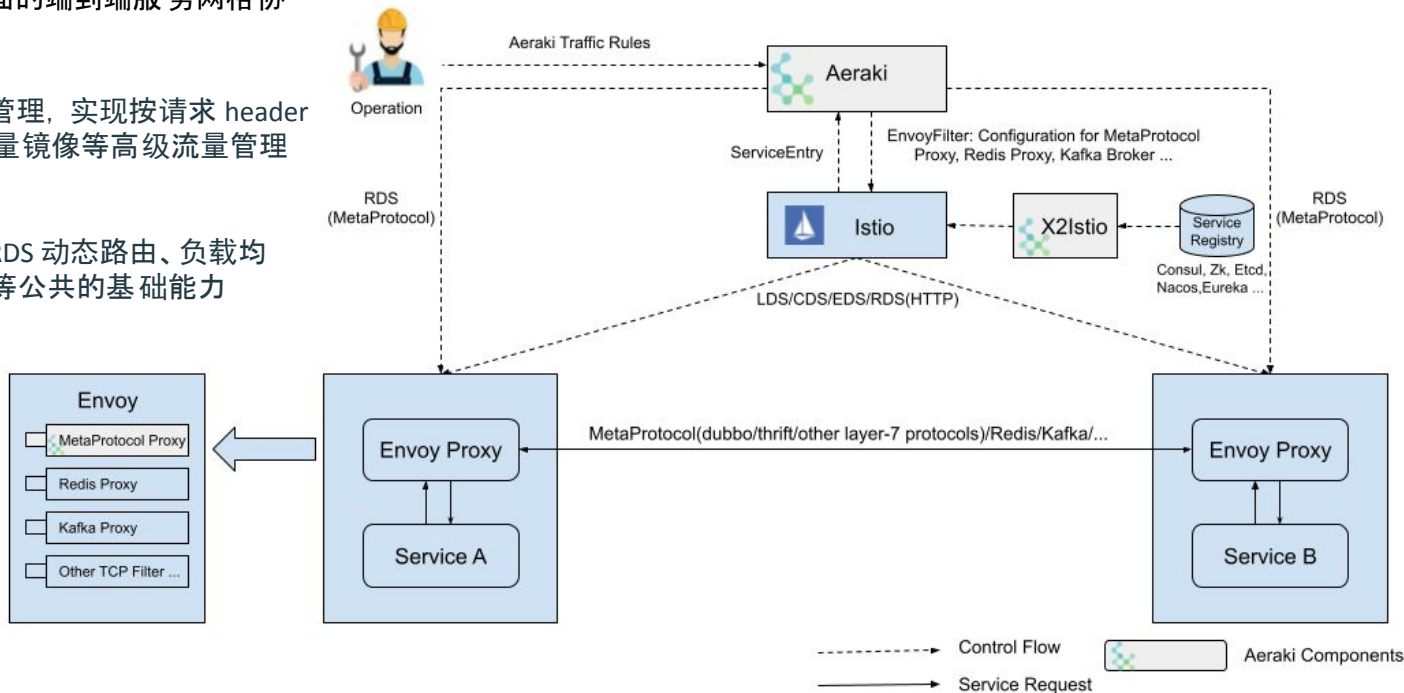 面的端到端服务网格协
管理，实现按请求 header
量镜像等高级流量管理
RDS 动态路由、负载均
等公共的基础能力
Operation
Aeraki Traffic Rules
Aeraki
ServiceEntry
EnvoyFilter: Configuration for MetaProtocol
Proxy, Redis Proxy, Kafka Broker ...
RDS
(MetaProtocol)
Istio
X2Istio
Service
Registry
Consul, Zk, Etcd,
Nacos,Eureka ...
RDS
(MetaProtocol)
LDS/CDS/EDS/RDS(HTTP)
Envoy
MetaProtocol Proxy
Redis Proxy
Kafka Proxy
Other TCP Filter ...
Envoy Proxy
Service A
MetaProtocol(dubbo/thrift/other layer-7 protocols)/Redis/Kafka/...
Envoy Proxy
Service B
Control Flow
Service Request
Aeraki Components